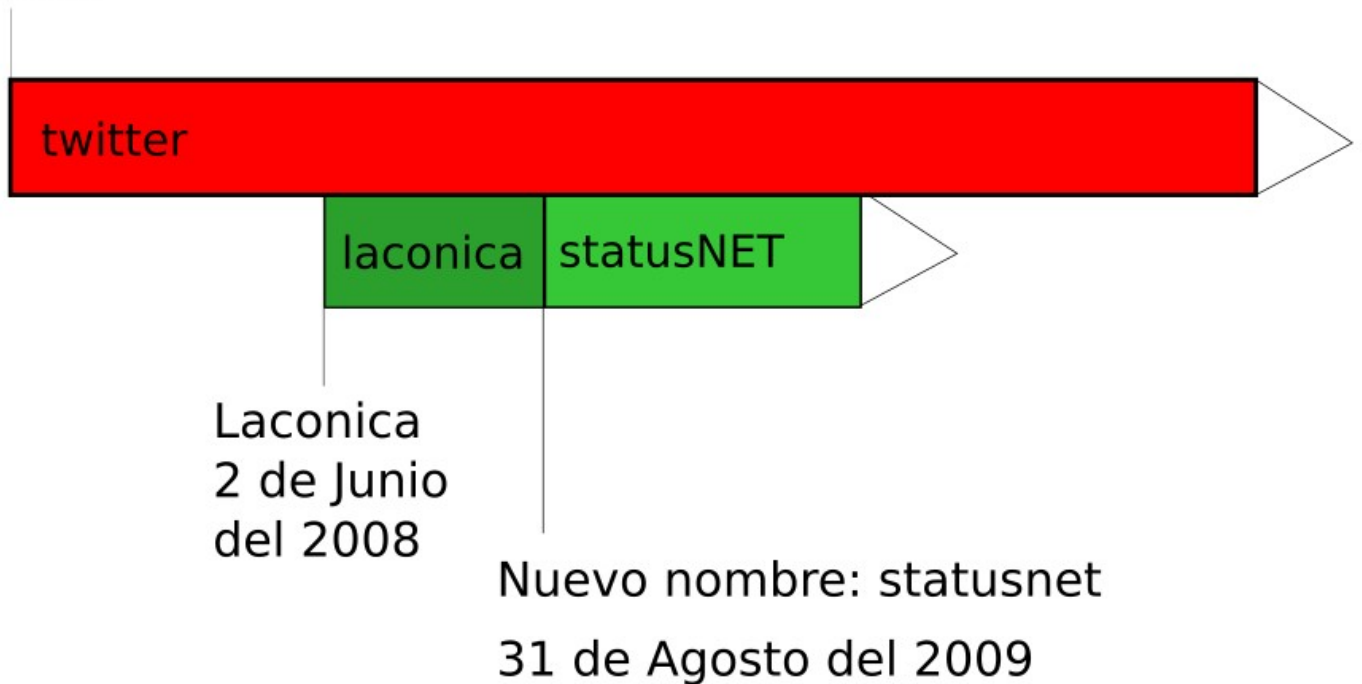 twitter
laconica
statusNET
Laconica
2 de Junio
del 2008
Nuevo nombre: statusnet
31 de Agosto del 2009